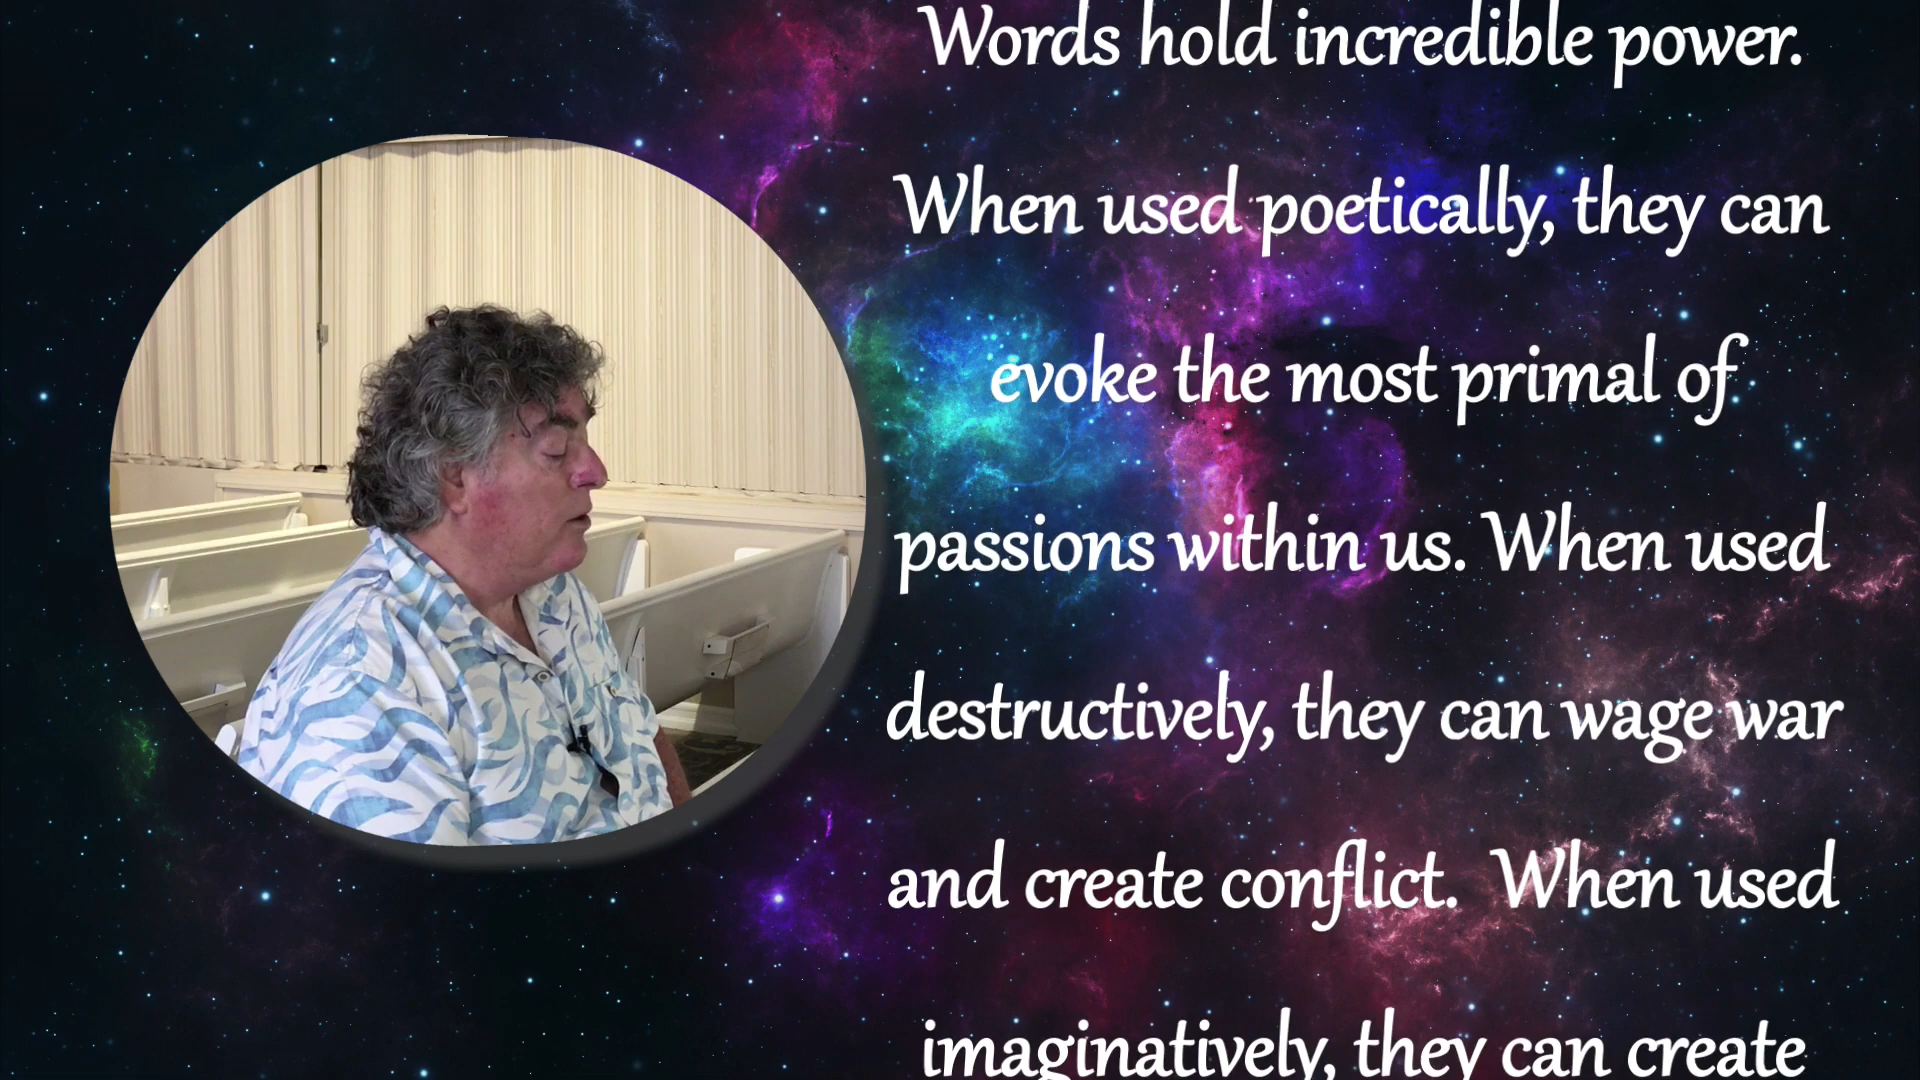 Words hold incredible power.
When used poetically, they can
evoke the most primal of
passions within us. When used
destructively, they can wage war
and create conflict.  When used
imaginatively, they can create